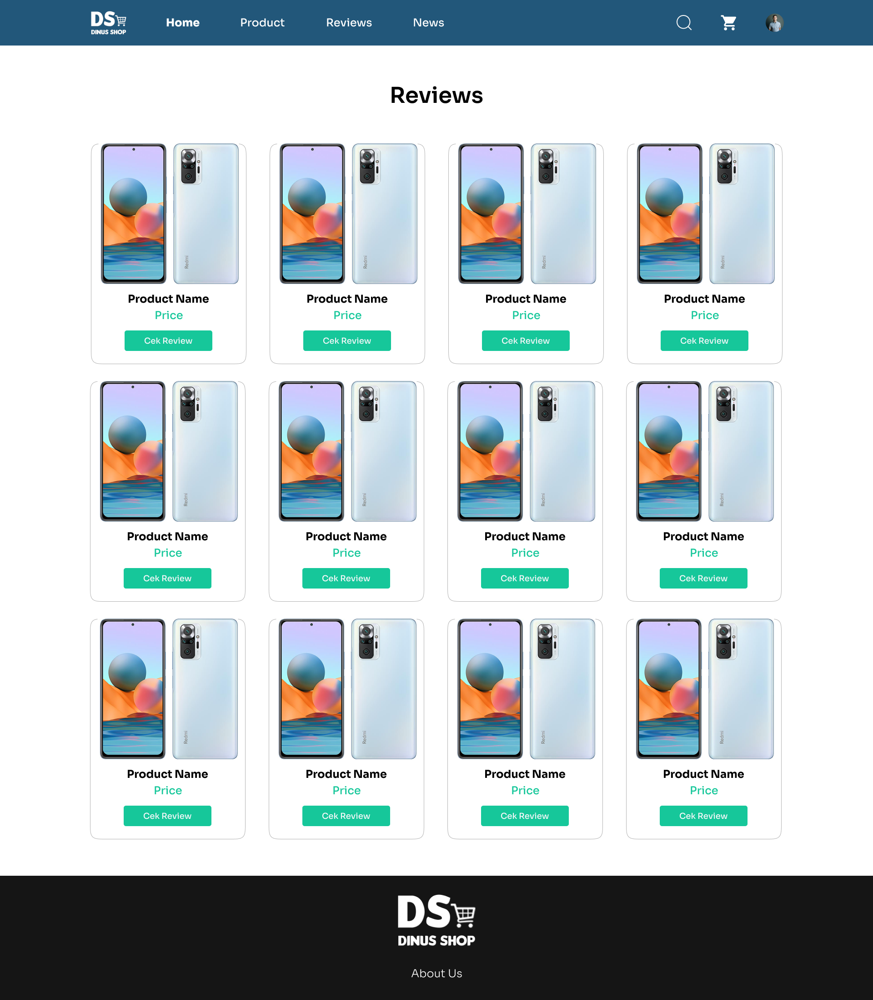 DS
DINUS SHOP
Home Product Reviews News
Reviews
Redmi Redmi Redmi Redmi
Product Name Product Name Product Name Product Name
Price Price Price Price
Cek Review Cek Review Cek Review Cek Review
Redmi Redmi Redmi Redmi
Product Name Product Name Product Name Product Name
Price Price Price Price
Cek Review Cek Review Cek Review Cek Review
Redmi Redmi Redmi Redmi
Product Name Product Name Product Name Product Name
Price Price Price Price
Cek Review Cek Review Cek Review Cek Review
DS
DINUS SHOP
About Us